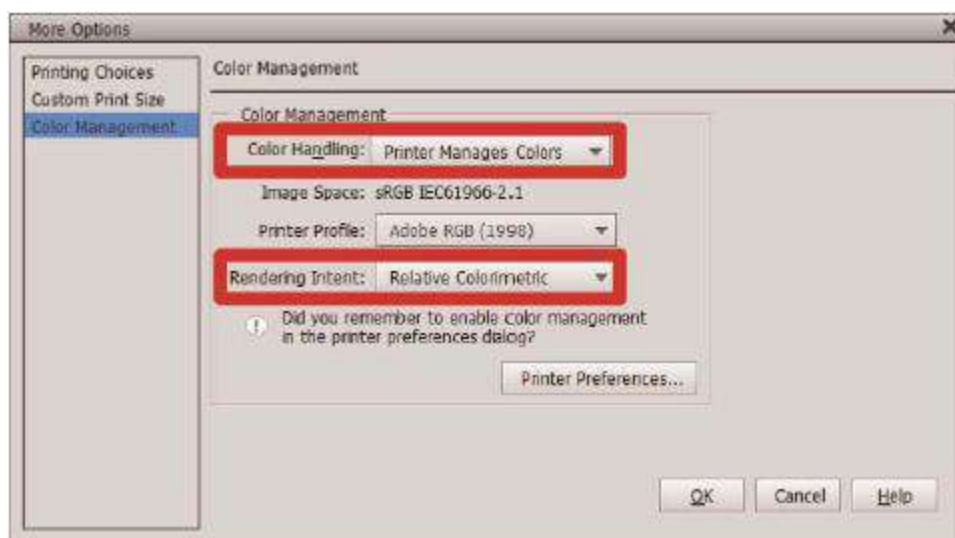 More Options
Printing Choices
Custom Print Size
Color Management
Color Management
Color Management
Color Handling: Printer Manages Colors
Image Space: sRGB IEC61966-2.1
Printer Profile: Adobe RGB (1998)
Rendering Intent: Relative Colorimetric
Did you remember to enable color management
in the printer preferences dialog?
Printer Preferences...
OK Cancel Help